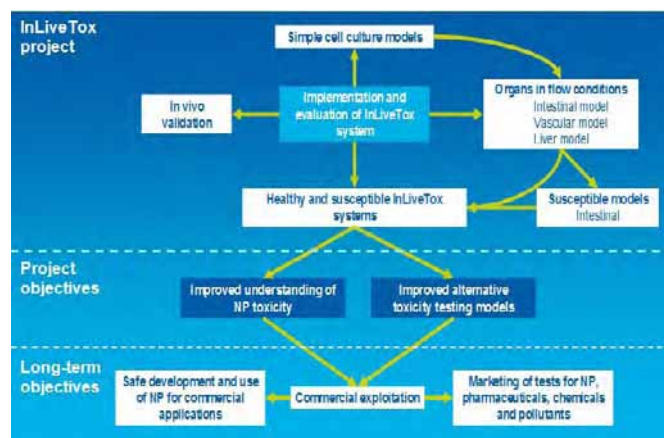 InLiveTox
project
Simple cell culture models
In vivo
validation
Implementation and
evaluation of InLiveTox
system
Organs in flow conditions
Intestinal model
Vascular model
Liver model
Healthy and susceptible InLiveTox
systems
Susceptible models
Intestinal
Project
objectives
Improved understanding of
NP toxicity
Improved alternative
toxicity testing models
Long-term
objectives
Safe development and use
of NP for commercial
applications
Commercial exploitation
Marketing of tests for NP,
pharmaceuticals, chemicals
and pollutants